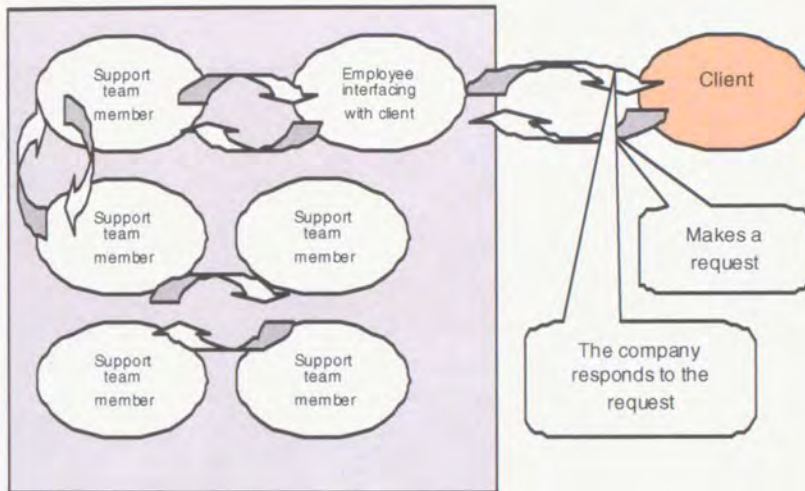 Support
team
member
Employee
interfacing
with client
Client
Support
team
member
Support
team
member
Makes a
request
Support
team
member
Support
team
member
The company
responds to the
request